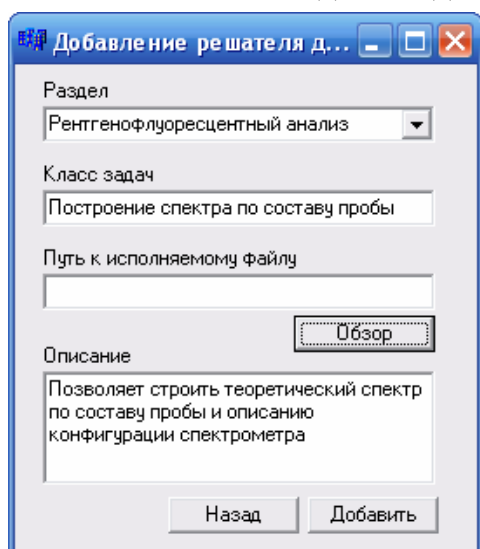 Добавление решателя д...
Раздел
Рентгенофлуоресцентный анализ
Класс задач
Построение спектра по составу пробы
Путь к исполняемому файлу
Обзор
Описание
Позволяет строить теоретический спектр
по составу пробы и описанию
конфигурации спектрометра
Назад Добавить